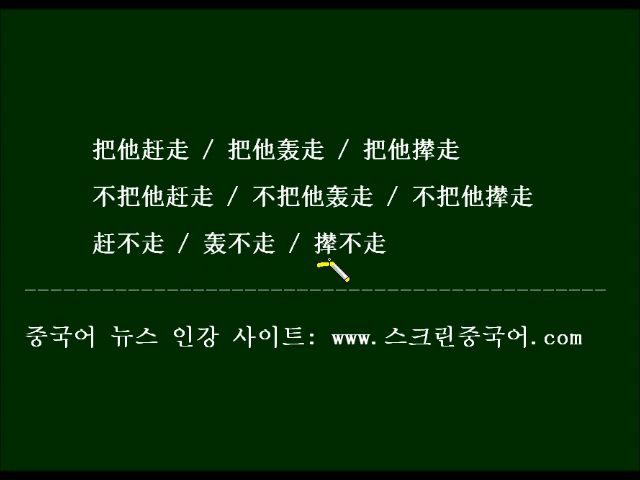 把他赶走 / 把他轰走 / 把他撵走
不把他赶走 / 不把他轰走 / 不把他撵走
赶不走 / 轰不走 / 撵不走
중국어 뉴스 인강 사이트: www.스크린중국어.com